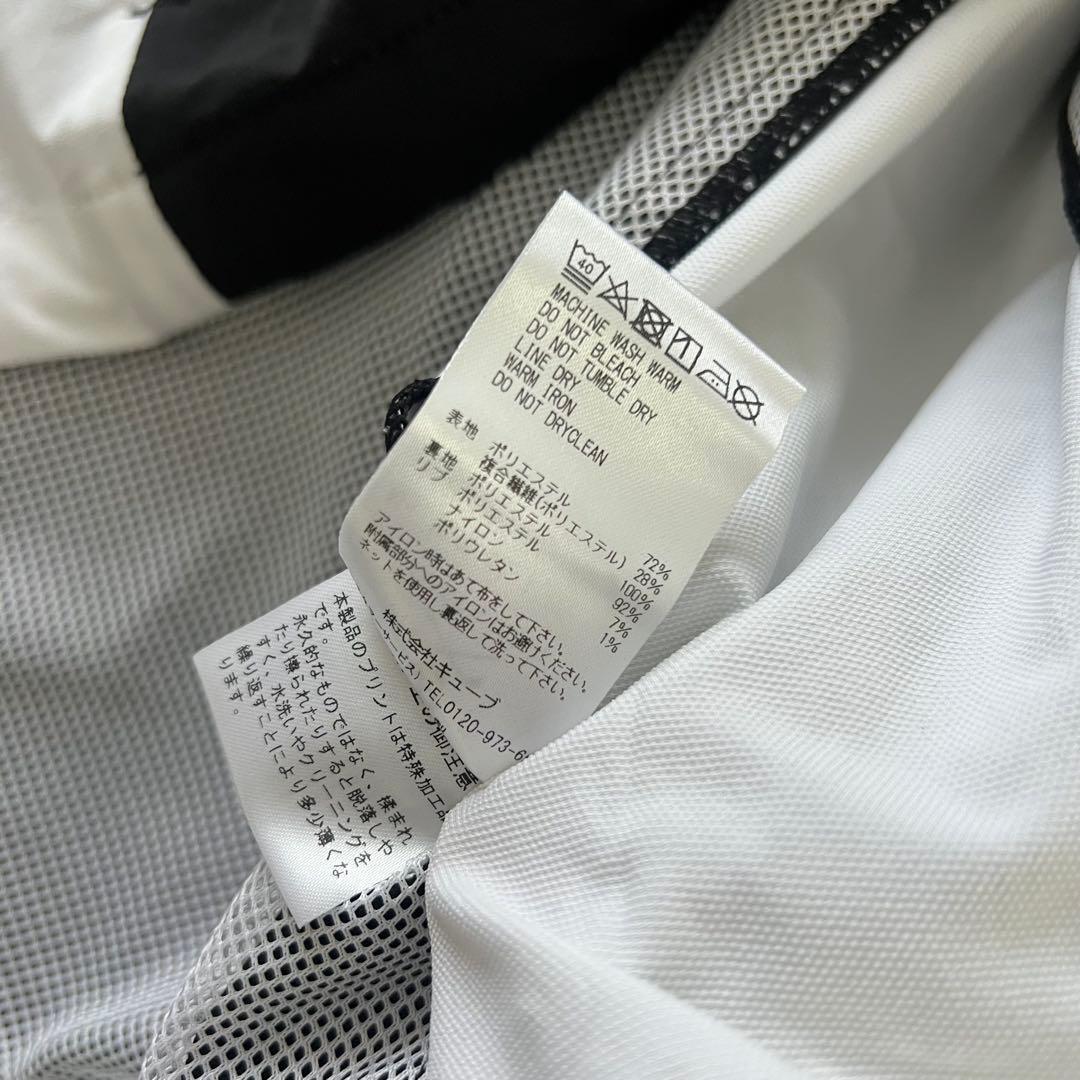 40
MACHINE WASH WARM
DO NOT BLEACH
DO NOT TUMBLE DRY
LINE DRY
WARM IRON
DO NOT DRYCLEAN
表地 ポリエステル 72%
複合繊維(ポリエステル) 28%
裏地 ポリエステル 100%
リブ ポリエステル 92%
ナイロン 7%
ポリウレタン 1%
アイロン時はあて布をして下さい。
附属部分へのアイロンはお避けください。
ネットを使用し裏返して洗って下さい。
株式会社キューブ
サービス) TEL0120-973-6
御注意
本製品のプリントは特殊加工品
です。
永久的なものではなく、揉まれ
たり擦られたりすると脱落しや
すく、水洗いやクリーニングを
繰り返すことにより多少薄くな
ります。